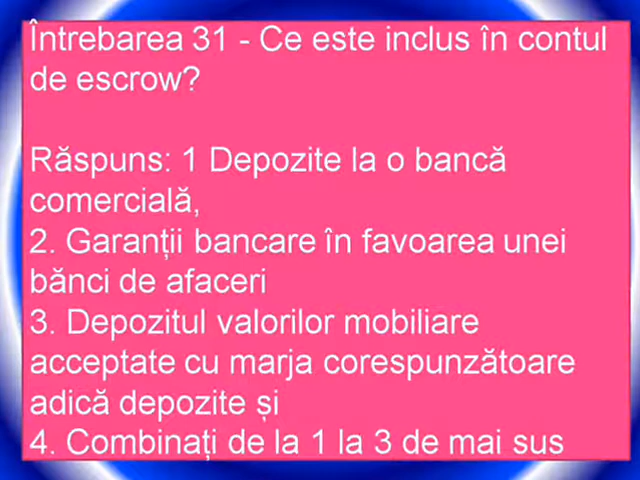 Întrebarea 31 - Ce este inclus în contul
de escrow?
Răspuns: 1 Depozite la o bancă
comercială,
2. Garanții bancare în favoarea unei
bănci de afaceri
3. Depozitul valorilor mobiliare
acceptate cu marja corespunzătoare
adică depozite și
4. Combinați de la 1 la 3 de mai sus